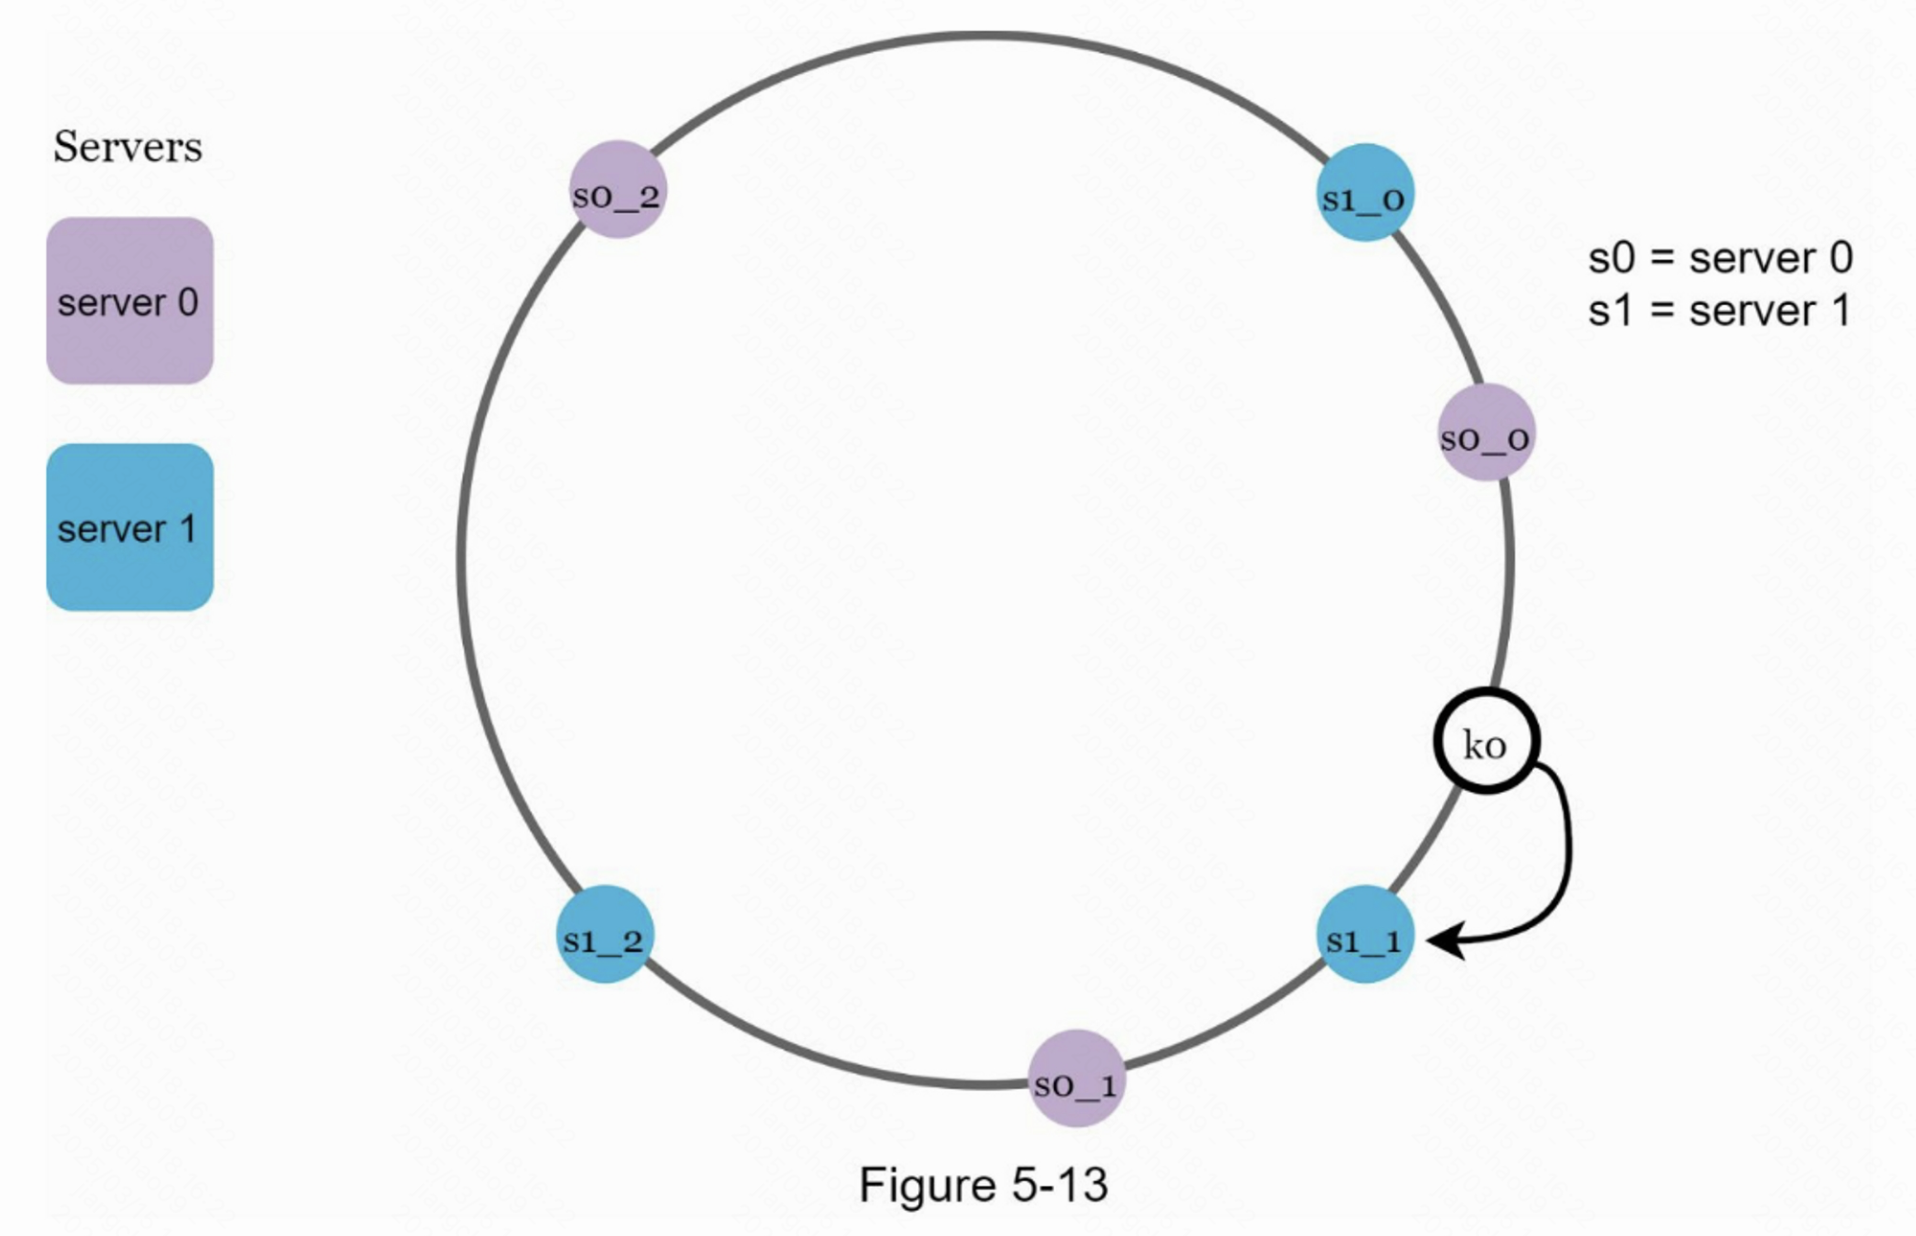 Servers
server 0
server 1
s0_2
s1_0
s0 = server 0
s1 = server 1
s0_0
k0
s1_2
s1_1
s0_1
Figure 5-13